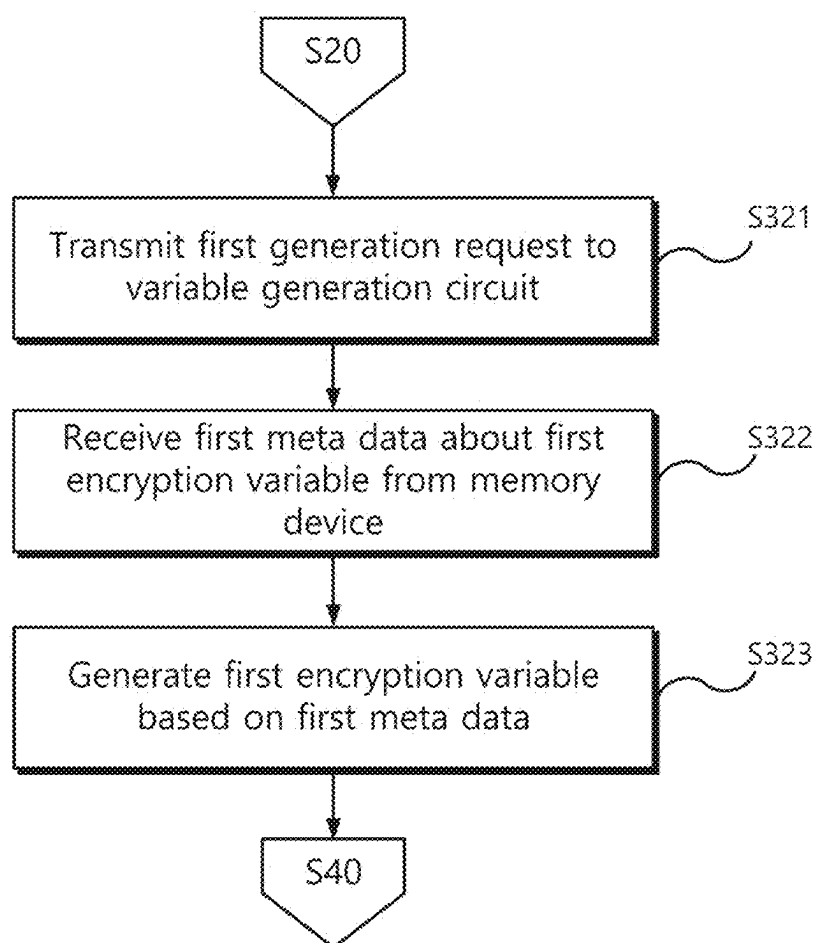 S20
Transmit first generation request to
variable generation circuit
S321
Receive first meta data about first
encryption variable from memory
device
S322
Generate first encryption variable
based on first meta data
S323
S40